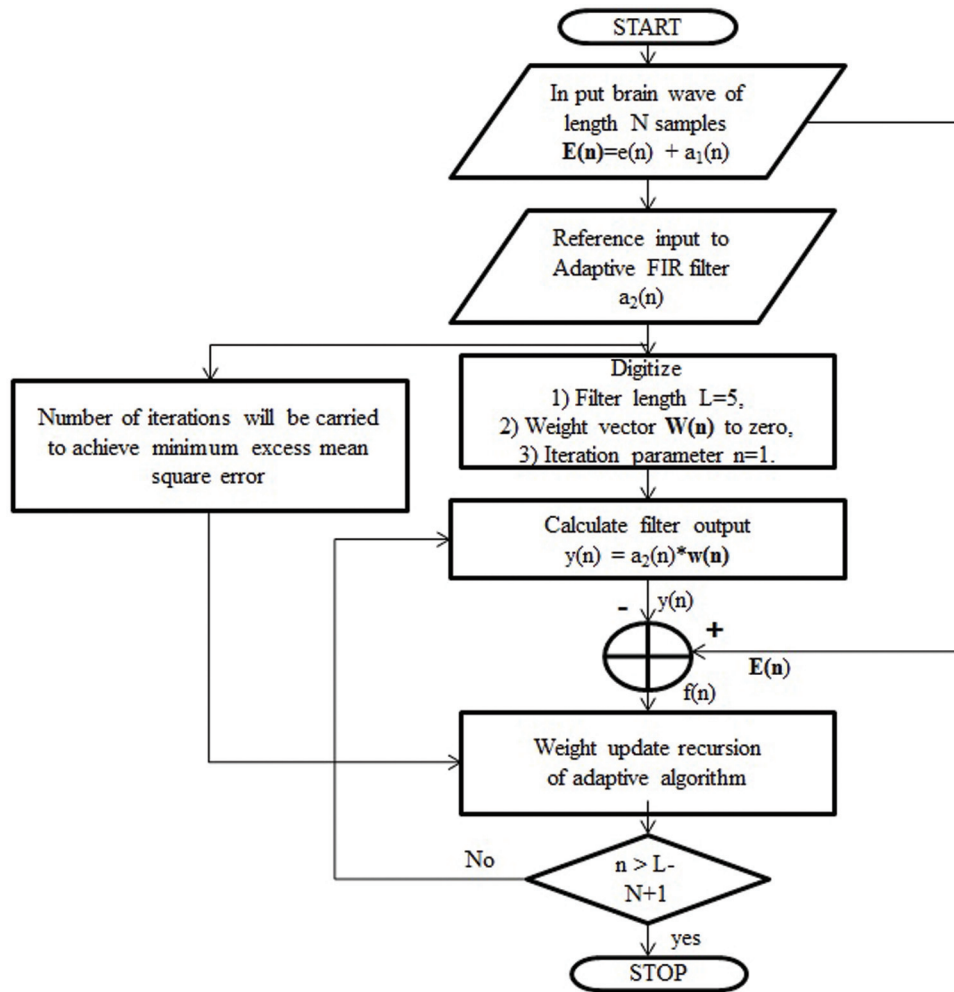 START
In put brain wave of
length N samples
E(n)=e(n) + a₁(n)
Reference input to
Adaptive FIR filter
a₂(n)
Number of iterations will be carried
to achieve minimum excess mean
square error
Digitize
1) Filter length L=5,
2) Weight vector W(n) to zero,
3) Iteration parameter n=1.
Calculate filter output
y(n) = a₂(n)*w(n)
- y(n)
+
E(n)
f(n)
Weight update recursion
of adaptive algorithm
No
n > L-
N+1
yes
STOP